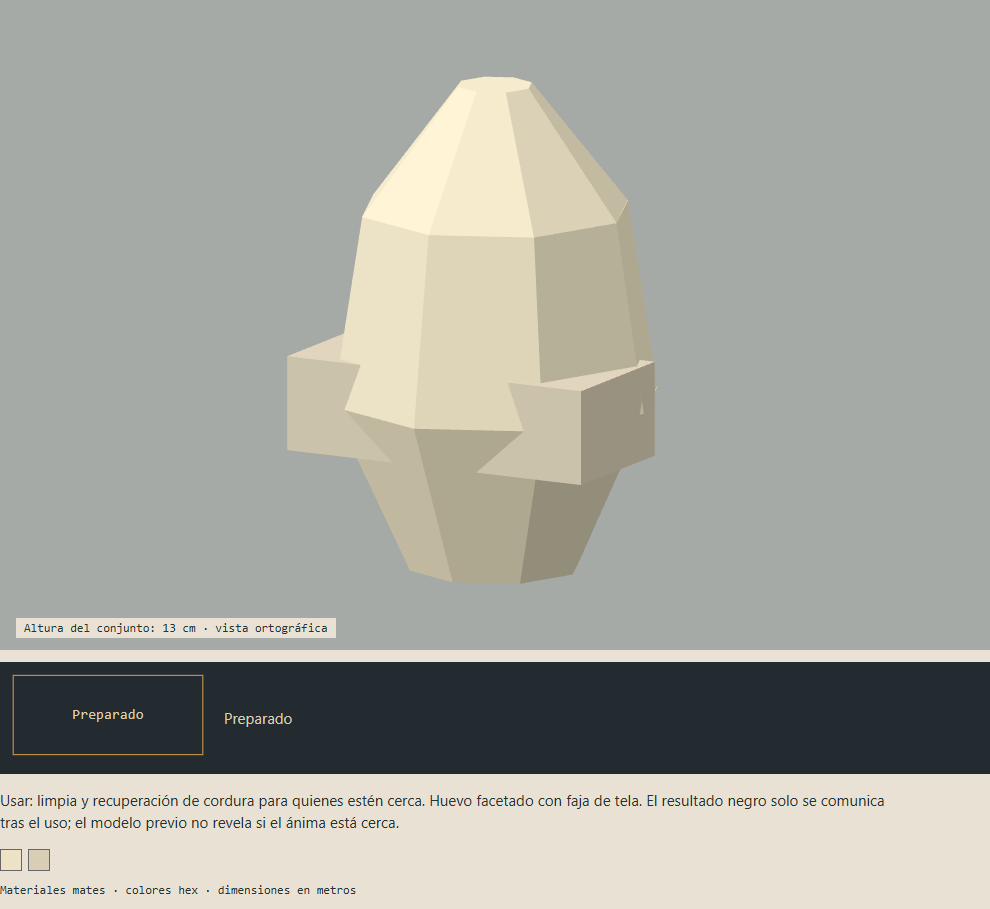 Altura del conjunto: 13 cm · vista ortográfica
Preparado
Preparado
Usar: limpia y recuperación de cordura para quienes estén cerca. Huevo facetado con faja de tela. El resultado negro solo se comunica
tras el uso; el modelo previo no revela si el ánima está cerca.
Materiales mates · colores hex · dimensiones en metros